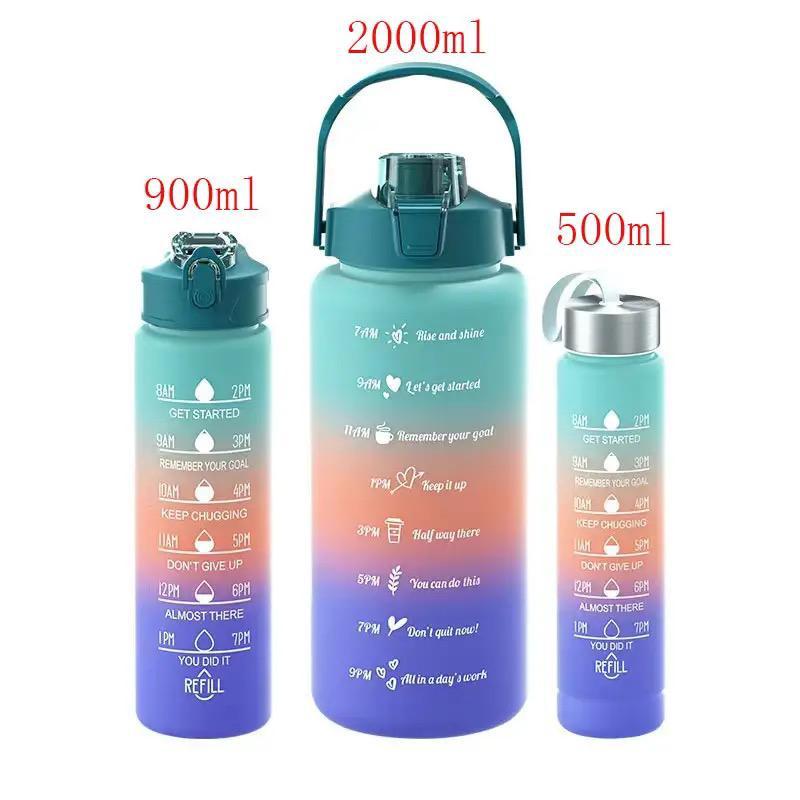 2000ml
900ml
500ml
8AM 2PM
GET STARTED
9AM 3PM
REMEMBER YOUR GOAL
10AM 4PM
KEEP CHUGGING
11AM 5PM
DON'T GIVE UP
12PM 6PM
ALMOST THERE
1PM 7PM
YOU DID IT
REFILL
7AM Rise and shine
9AM Let's get started
11AM Remember your goal
1PM Keep it up
3PM Half way there
5PM You can do this
7PM Don't quit now!
9PM All in a day's work
8AM 2PM
GET STARTED
9AM 3PM
REMEMBER YOUR GOAL
10AM 4PM
KEEP CHUGGING
11AM 5PM
DON'T GIVE UP
12PM 6PM
ALMOST THERE
1PM 7PM
YOU DID IT
REFILL